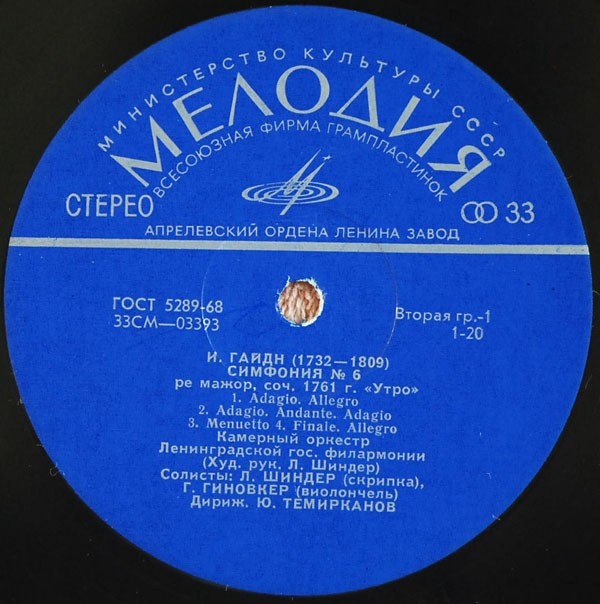 МИНИСТЕРСТВО КУЛЬТУРЫ СССР
МЕЛОДИЯ
ВСЕСОЮЗНАЯ ФИРМА ГРАМПЛАСТИНОК
СТЕРЕО
33
АПРЕЛЕВСКИЙ ОРДЕНА ЛЕНИНА ЗАВОД
ГОСТ 5289-68
33СМ—03393
Вторая гр.-1
1-20
И. ГАЙДН (1732—1809)
СИМФОНИЯ № 6
ре мажор, соч. 1761 г. «Утро»
1. Adagio. Allegro
2. Adagio. Andante. Adagio
3. Menuetto 4. Finale. Allegro
Камерный оркестр
Ленинградской гос. филармонии
(Худ. рук. Л. Шиндер)
Солисты: Л. ШИНДЕР (скрипка),
Г. ГИНОВКЕР (виолончель)
Дириж. Ю. ТЕМИРКАНОВ